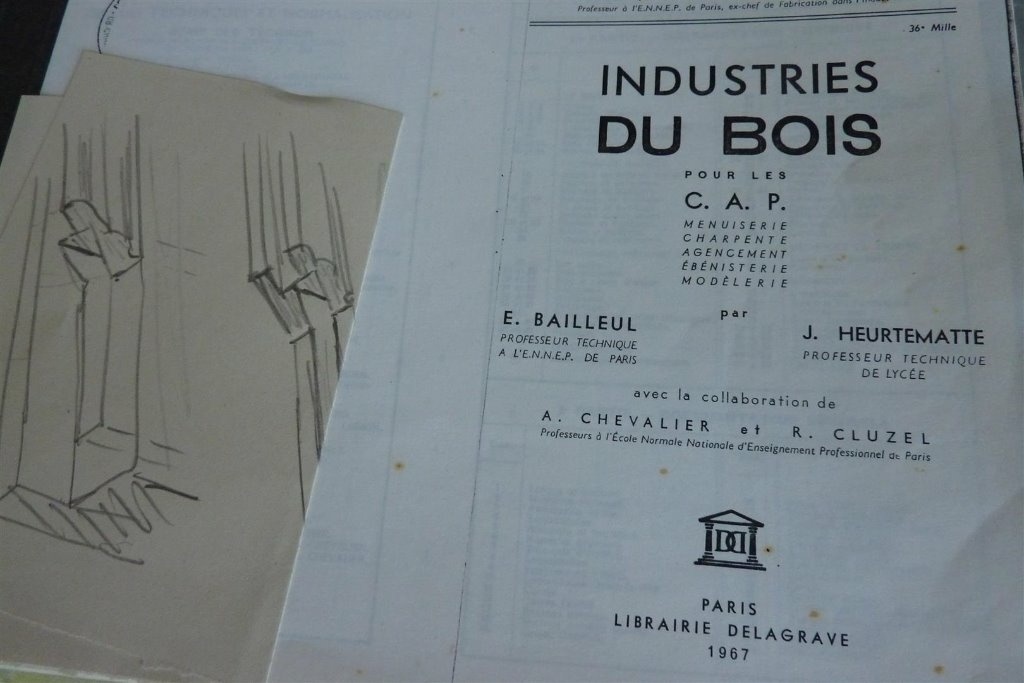 Professeur à l'E.N.N.E.P. de Paris, ex-chef de Fabrication dans
36e Mille
INDUSTRIES
DU BOIS
POUR LES
C. A. P.
MENUISERIE
CHARPENTE
AGENCEMENT
ÉBÉNISTERIE
MODÈLERIE
par
E. BAILLEUL
PROFESSEUR TECHNIQUE
A L'E.N.N.E.P. DE PARIS
J. HEURTEMATTE
PROFESSEUR TECHNIQUE
DE LYCÉE
avec la collaboration de
A. CHEVALIER et R. CLUZEL
Professeurs à l'École Normale Nationale d'Enseignement Professionnel de Paris
PARIS
LIBRAIRIE DELAGRAVE
1967